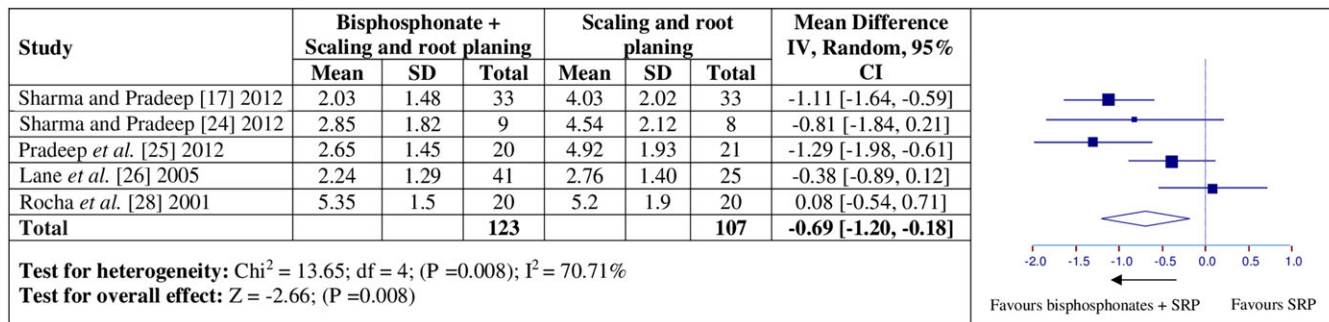 Study Bisphosphonate + Scaling and root planing Scaling and root planing Mean Difference IV, Random, 95% CI
Mean SD Total Mean SD Total
Sharma and Pradeep [17] 2012 2.03 1.48 33 4.03 2.02 33 -1.11 [-1.64, -0.59]
Sharma and Pradeep [24] 2012 2.85 1.82 9 4.54 2.12 8 -0.81 [-1.84, 0.21]
Pradeep et al. [25] 2012 2.65 1.45 20 4.92 1.93 21 -1.29 [-1.98, -0.61]
Lane et al. [26] 2005 2.24 1.29 41 2.76 1.40 25 -0.38 [-0.89, 0.12]
Rocha et al. [28] 2001 5.35 1.5 20 5.2 1.9 20 0.08 [-0.54, 0.71]
Total 123 107 -0.69 [-1.20, -0.18]
Test for heterogeneity: Chi² = 13.65; df = 4; (P =0.008); I² = 70.71%
Test for overall effect: Z = -2.66; (P =0.008)
-2.0 -1.5 -1.0 -0.5 0.0 0.5 1.0
Favours bisphosphonates + SRP Favours SRP